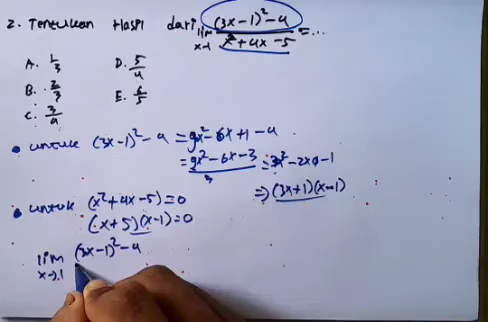 2. Tentukan Hasil dari lim x→1 (3x-1)² - 4 / x² + 4x - 5 = ...
A. 1/3
B. 2/3
C. 3/4
D. 5/4
E. 6/5
• untuk (3x-1)² - 4 = 9x² - 6x + 1 - 4
= 9x² - 6x - 3 = 3x² - 2x - 1
3
⇒ (3x+1)(x-1)
• untuk (x² + 4x - 5) = 0
(x+5)(x-1) = 0
lim x→1 (3x-1)² - 4